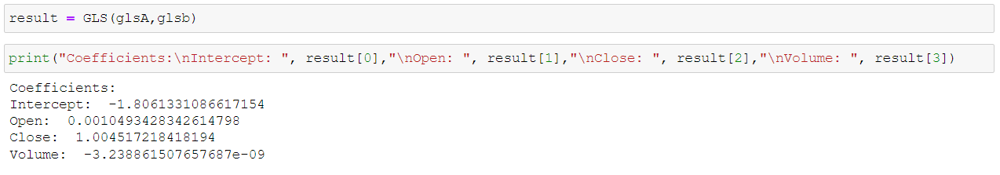 result = GLS(glsA,glsb)
print("Coefficients:\nIntercept: ", result[0],"\nOpen: ", result[1],"\nClose: ", result[2],"\nVolume: ", result[3])
Coefficients:
Intercept:  -1.8061331086617154
Open:  0.0010493428342614798
Close:  1.004517218418194
Volume:  -3.238861507657687e-09